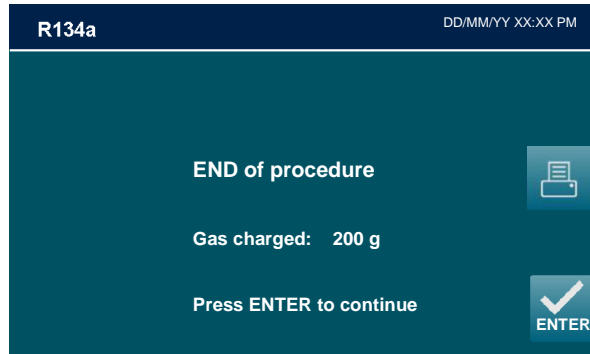 R134a
DD/MM/YY XX:XX PM
END of procedure
Gas charged: 200 g
Press ENTER to continue
ENTER